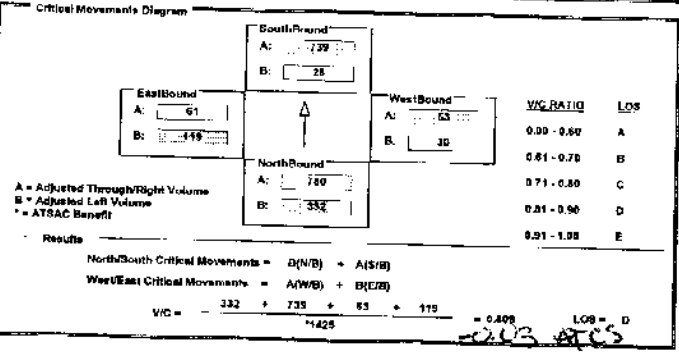 Critical Movements Diagram
SouthBound
A: 739
B: 28
EastBound
A: 61
B: 119
WestBound
A: 63
B: 30
NorthBound
A: 780
B: 332
V/C RATIO LOS
0.00 - 0.60 A
0.61 - 0.70 B
0.71 - 0.80 C
0.81 - 0.90 D
0.91 - 1.00 E
A = Adjusted Through/Right Volume
B = Adjusted Left Volume
* = ATSAC Benefit
Results
North/South Critical Movements = B(N/B) + A(S/B)
West/East Critical Movements = A(W/B) + B(E/B)
V/C = 332 + 739 + 63 + 119 = LOS = D
*1425
-0.03 ATCS